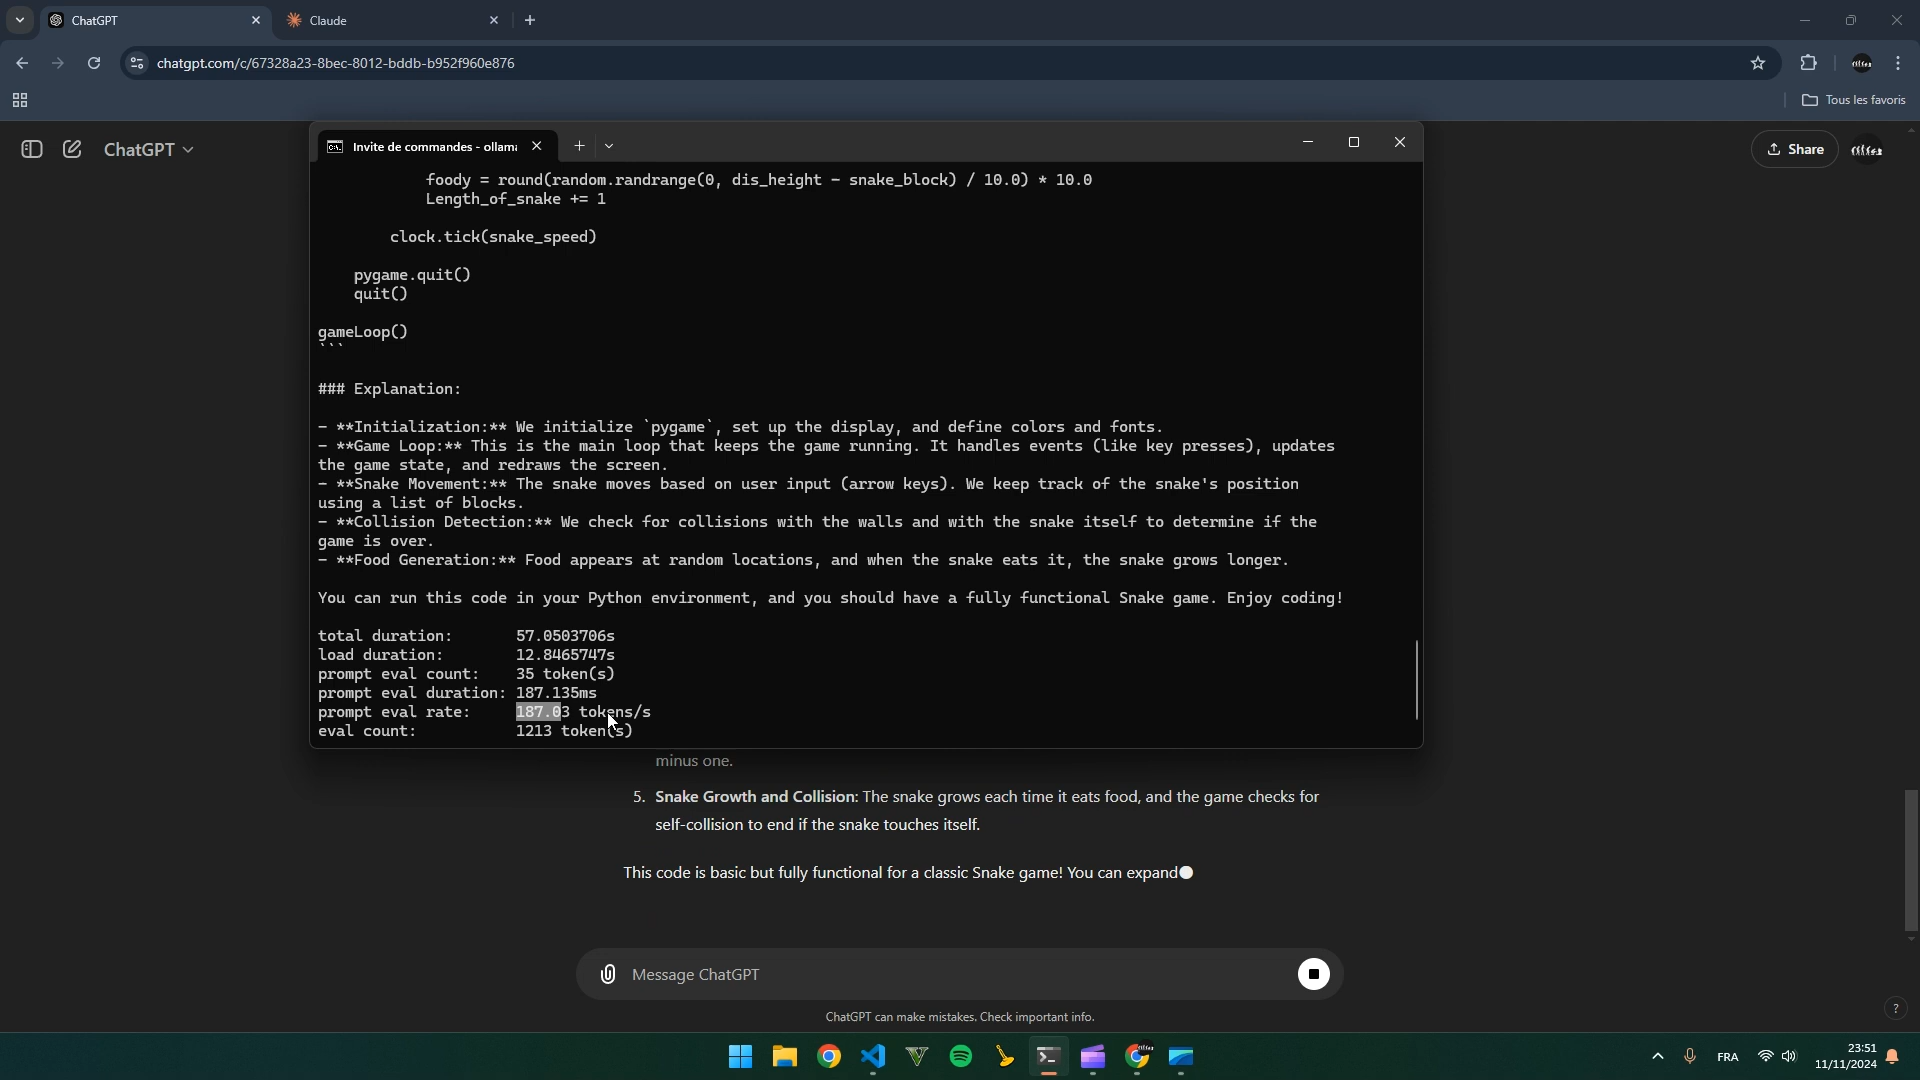 ChatGPT
Claude
chatgpt.com/c/67328a23-8bec-8012-bddb-b952f960e876
Tous les favoris
ChatGPT
Share
Invite de commandes - ollama
foody = round(random.randrange(0, dis_height - snake_block) / 10.0) * 10.0
Length_of_snake += 1
clock.tick(snake_speed)
pygame.quit()
quit()
gameLoop()
```
### Explanation:
- **Initialization:** We initialize `pygame`, set up the display, and define colors and fonts.
- **Game Loop:** This is the main loop that keeps the game running. It handles events (like key presses), updates
the game state, and redraws the screen.
- **Snake Movement:** The snake moves based on user input (arrow keys). We keep track of the snake's position
using a list of blocks.
- **Collision Detection:** We check for collisions with the walls and with the snake itself to determine if the
game is over.
- **Food Generation:** Food appears at random locations, and when the snake eats it, the snake grows longer.
You can run this code in your Python environment, and you should have a fully functional Snake game. Enjoy coding!
total duration: 57.0503706s
load duration: 12.8465747s
prompt eval count: 35 token(s)
prompt eval duration: 187.135ms
prompt eval rate: 187.03 tokens/s
eval count: 1213 token(s)
minus one.
5. Snake Growth and Collision: The snake grows each time it eats food, and the game checks for
self-collision to end if the snake touches itself.
This code is basic but fully functional for a classic Snake game! You can expand
Message ChatGPT
ChatGPT can make mistakes. Check important info.
?
FRA
23:51
11/11/2024